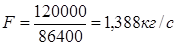 F = 120000/86400 = 1,388кг/с